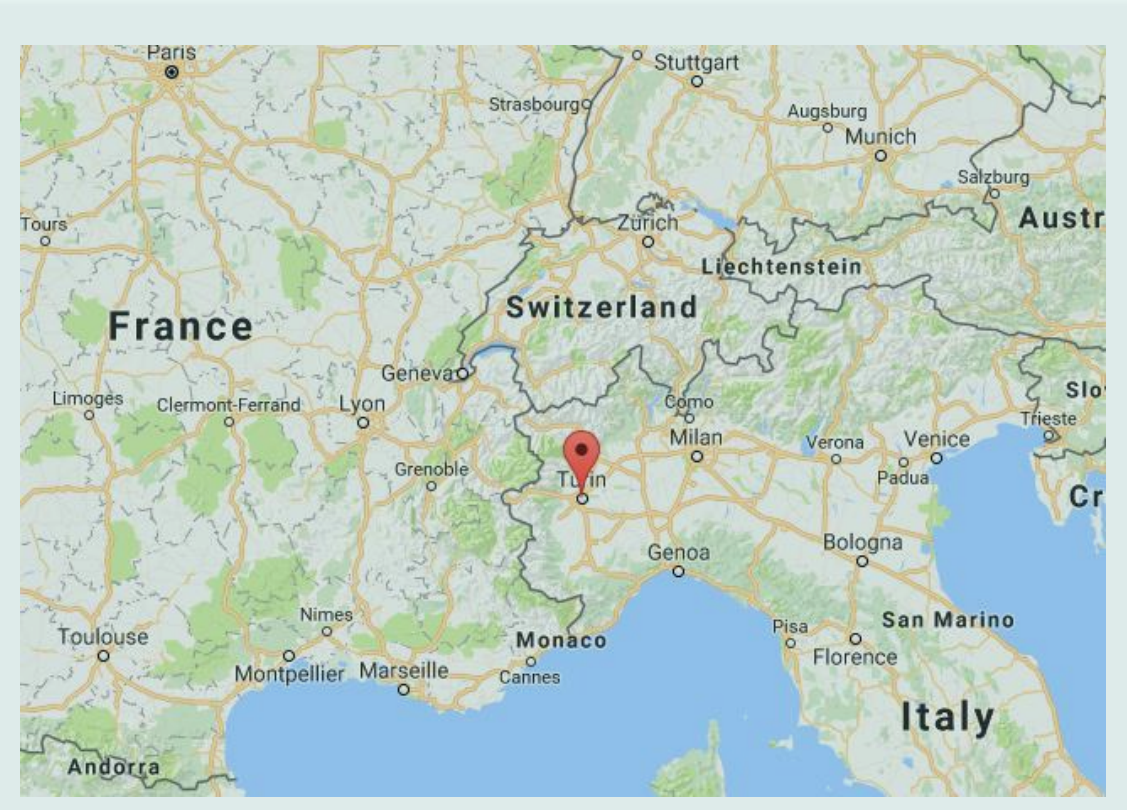 Paris
Stuttgart
Strasbourg
Augsburg
Munich
Salzburg
Tours
Zürich
Austr
Liechtenstein
Switzerland
France
Geneva
Limoges
Clermont-Ferrand
Lyon
Como
Slo
Trieste
Milan
Verona
Venice
Grenoble
Turin
Padua
Cr
Genoa
Bologna
Nimes
San Marino
Toulouse
Monaco
Pisa
Florence
Montpellier
Marseille
Cannes
Italy
Andorra